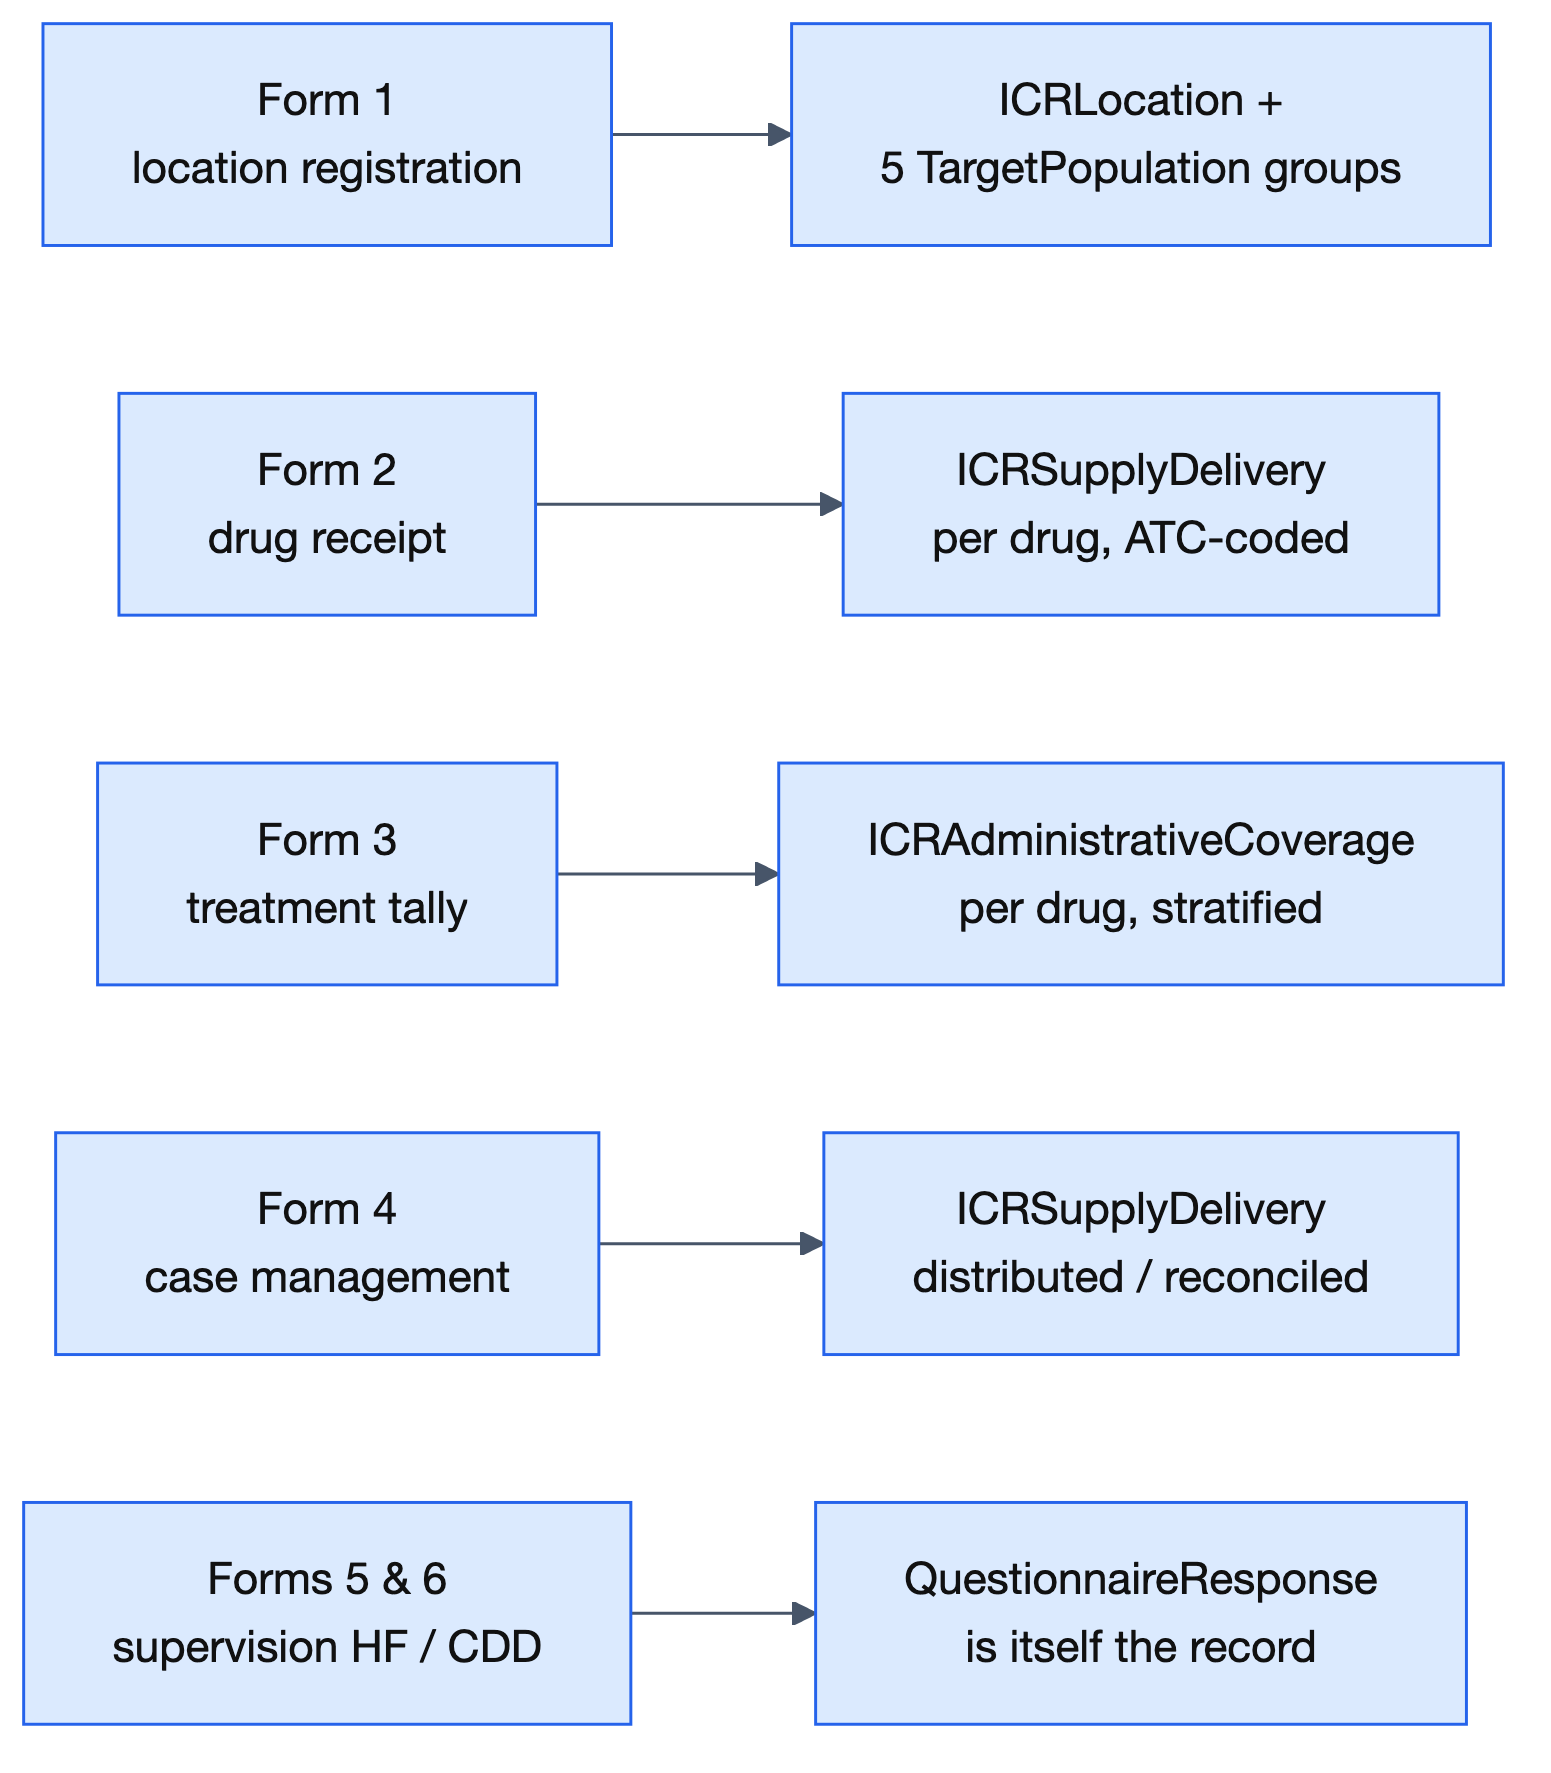 Form 1
location registration
ICRLocation +
5 TargetPopulation groups
Form 2
drug receipt
ICRSupplyDelivery
per drug, ATC-coded
Form 3
treatment tally
ICRAdministrativeCoverage
per drug, stratified
Form 4
case management
ICRSupplyDelivery
distributed / reconciled
Forms 5 & 6
supervision HF / CDD
QuestionnaireResponse
is itself the record